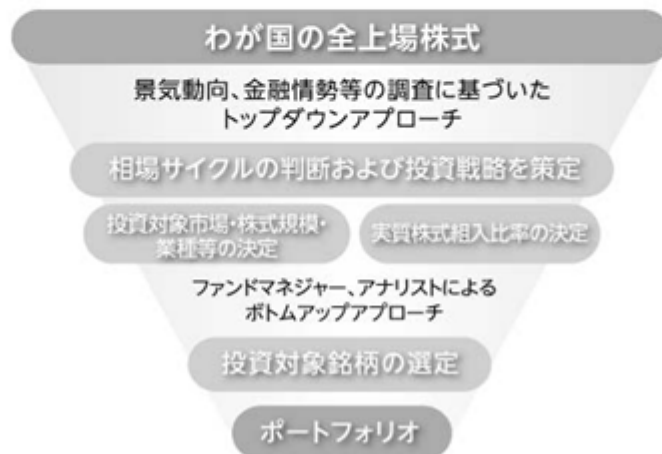 わが国の全上場株式
景気動向、金融情勢等の調査に基づいた
トップダウンアプローチ
相場サイクルの判断および投資戦略を策定
投資対象市場・株式規模・
業種等の決定
実質株式組入比率の決定
ファンドマネジャー、アナリストによる
ボトムアップアプローチ
投資対象銘柄の選定
ポートフォリオ